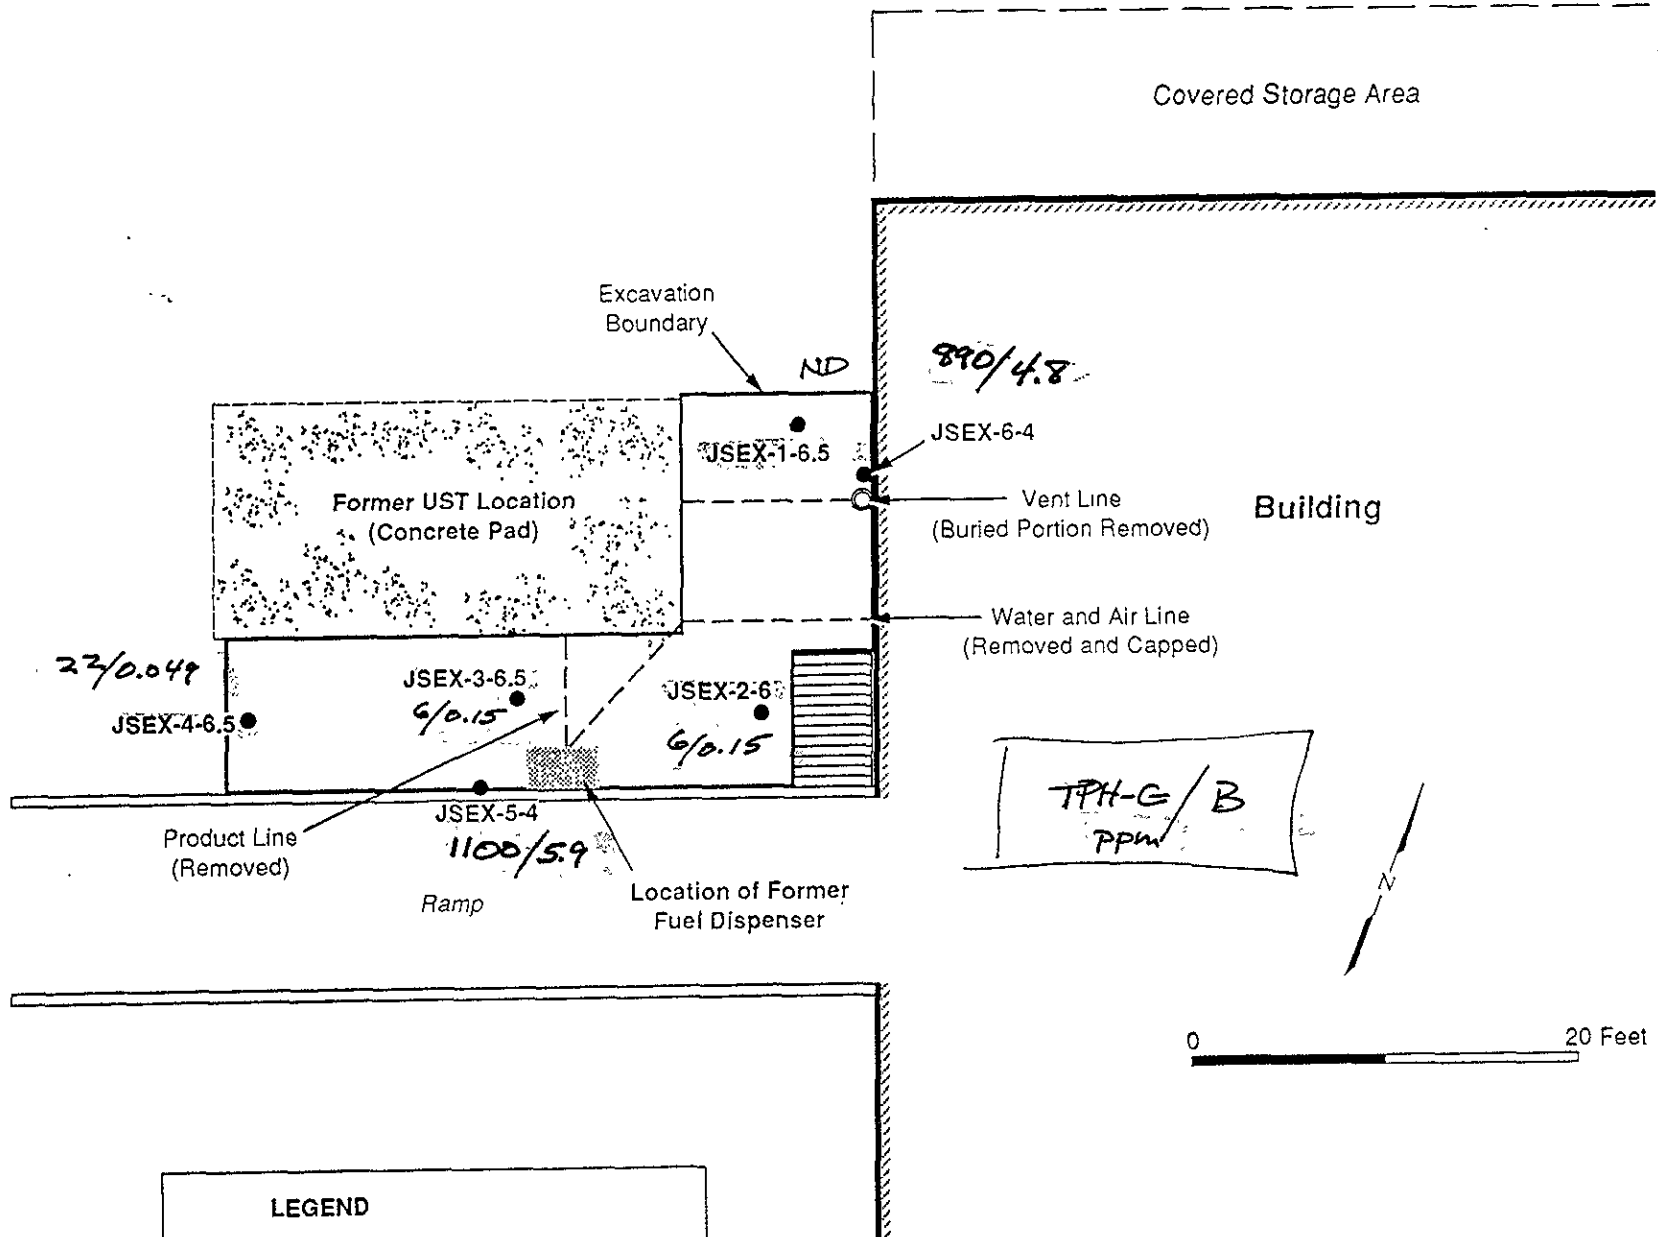 Covered Storage Area
Excavation
Boundary
ND
890/4.8
JSEX-6-4
JSEX-1-6.5
Former UST Location
(Concrete Pad)
Vent Line
(Buried Portion Removed)
Building
Water and Air Line
(Removed and Capped)
22/0.049
JSEX-4-6.5
JSEX-3-6.5
6/0.15
JSEX-2-6
6/0.15
TPH-G/B
ppm
JSEX-5-4
1100/5.9
Product Line
(Removed)
Ramp
Location of Former
Fuel Dispenser
N
0
20 Feet
LEGEND